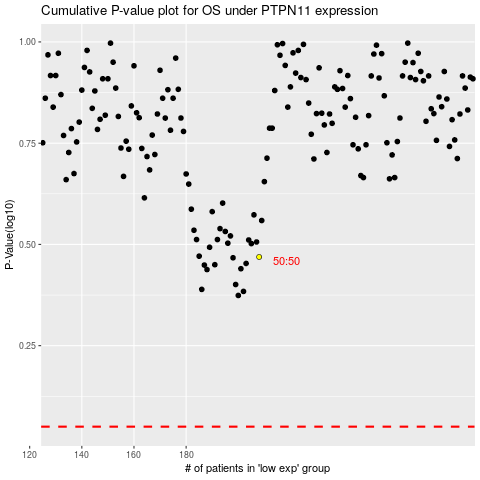 Cumulative P-value plot for OS under PTPN11 expression
P-Value(log10)
1.00
0.75
0.50
0.25
50:50
120 140 160 180
# of patients in 'low exp' group